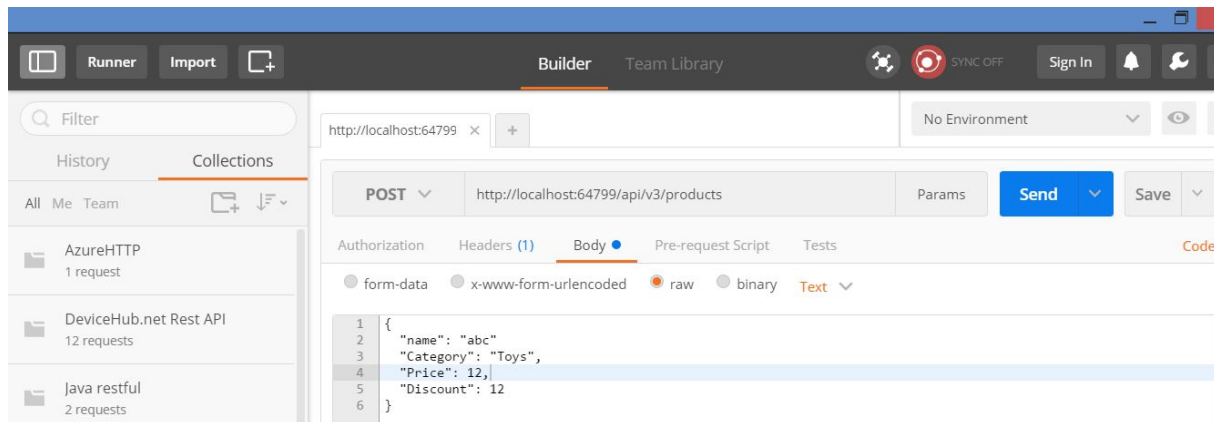 Runner Import Builder Team Library SYNC OFF Sign In
Filter
History Collections
All Me Team
AzureHTTP
1 request
DeviceHub.net Rest API
12 requests
Java restful
2 requests
http://localhost:64799 × + No Environment
POST http://localhost:64799/api/v3/products Params Send Save
Authorization Headers (1) Body Pre-request Script Tests Code
form-data x-www-form-urlencoded raw binary Text
1 {
2 "name": "abc"
3 "Category": "Toys",
4 "Price": 12,
5 "Discount": 12
6 }